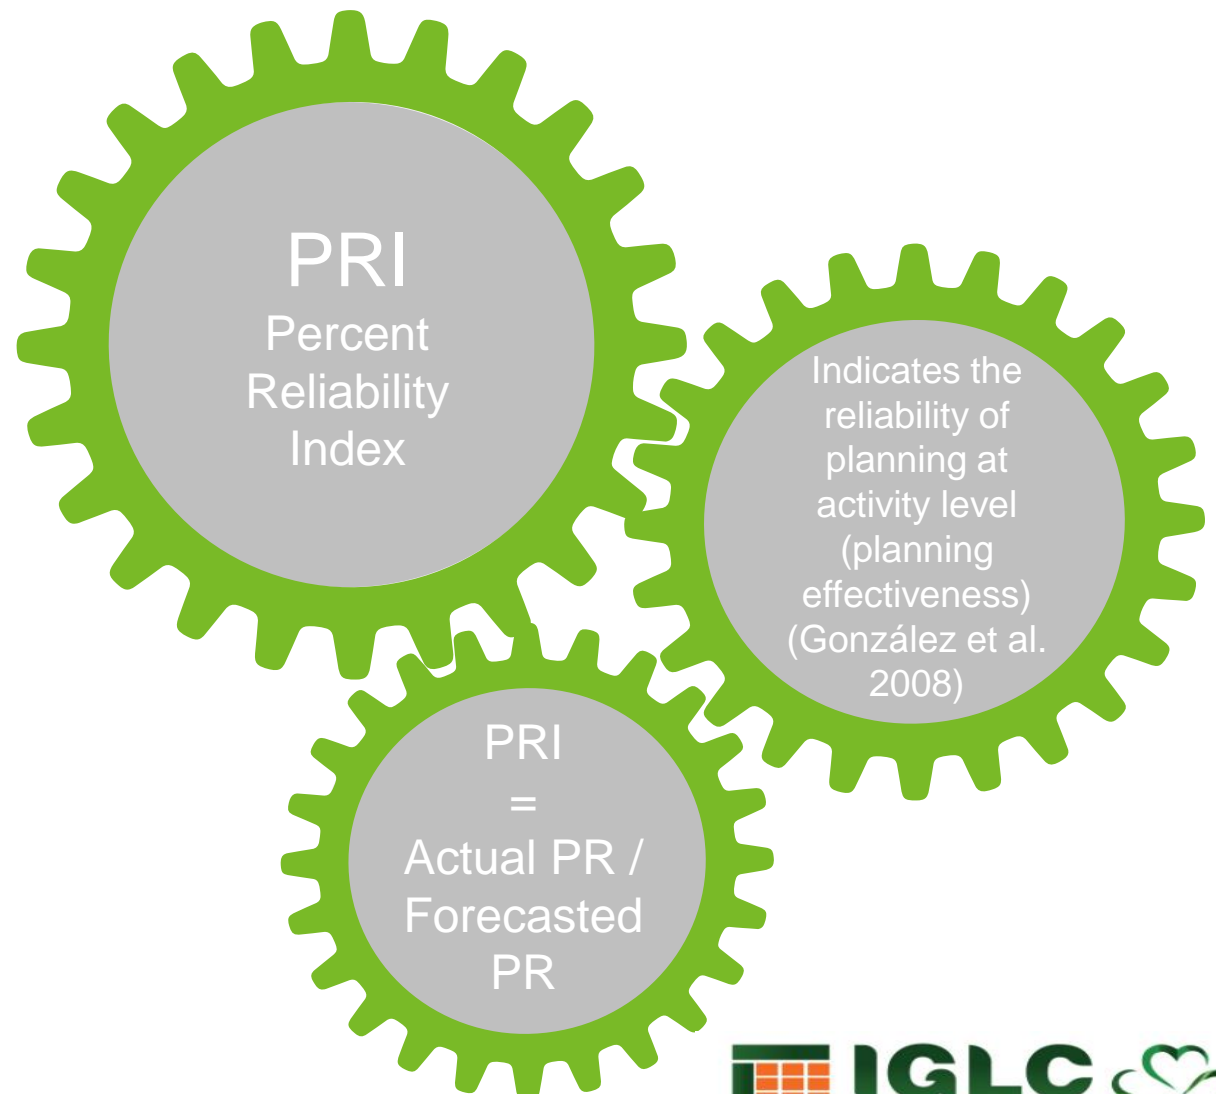 PRI
Percent
Reliability
Index
Indicates the
reliability of
planning at
activity level
(planning
effectiveness)
(González et al.
2008)
PRI
=
Actual PR /
Forecasted
PR
IGLC